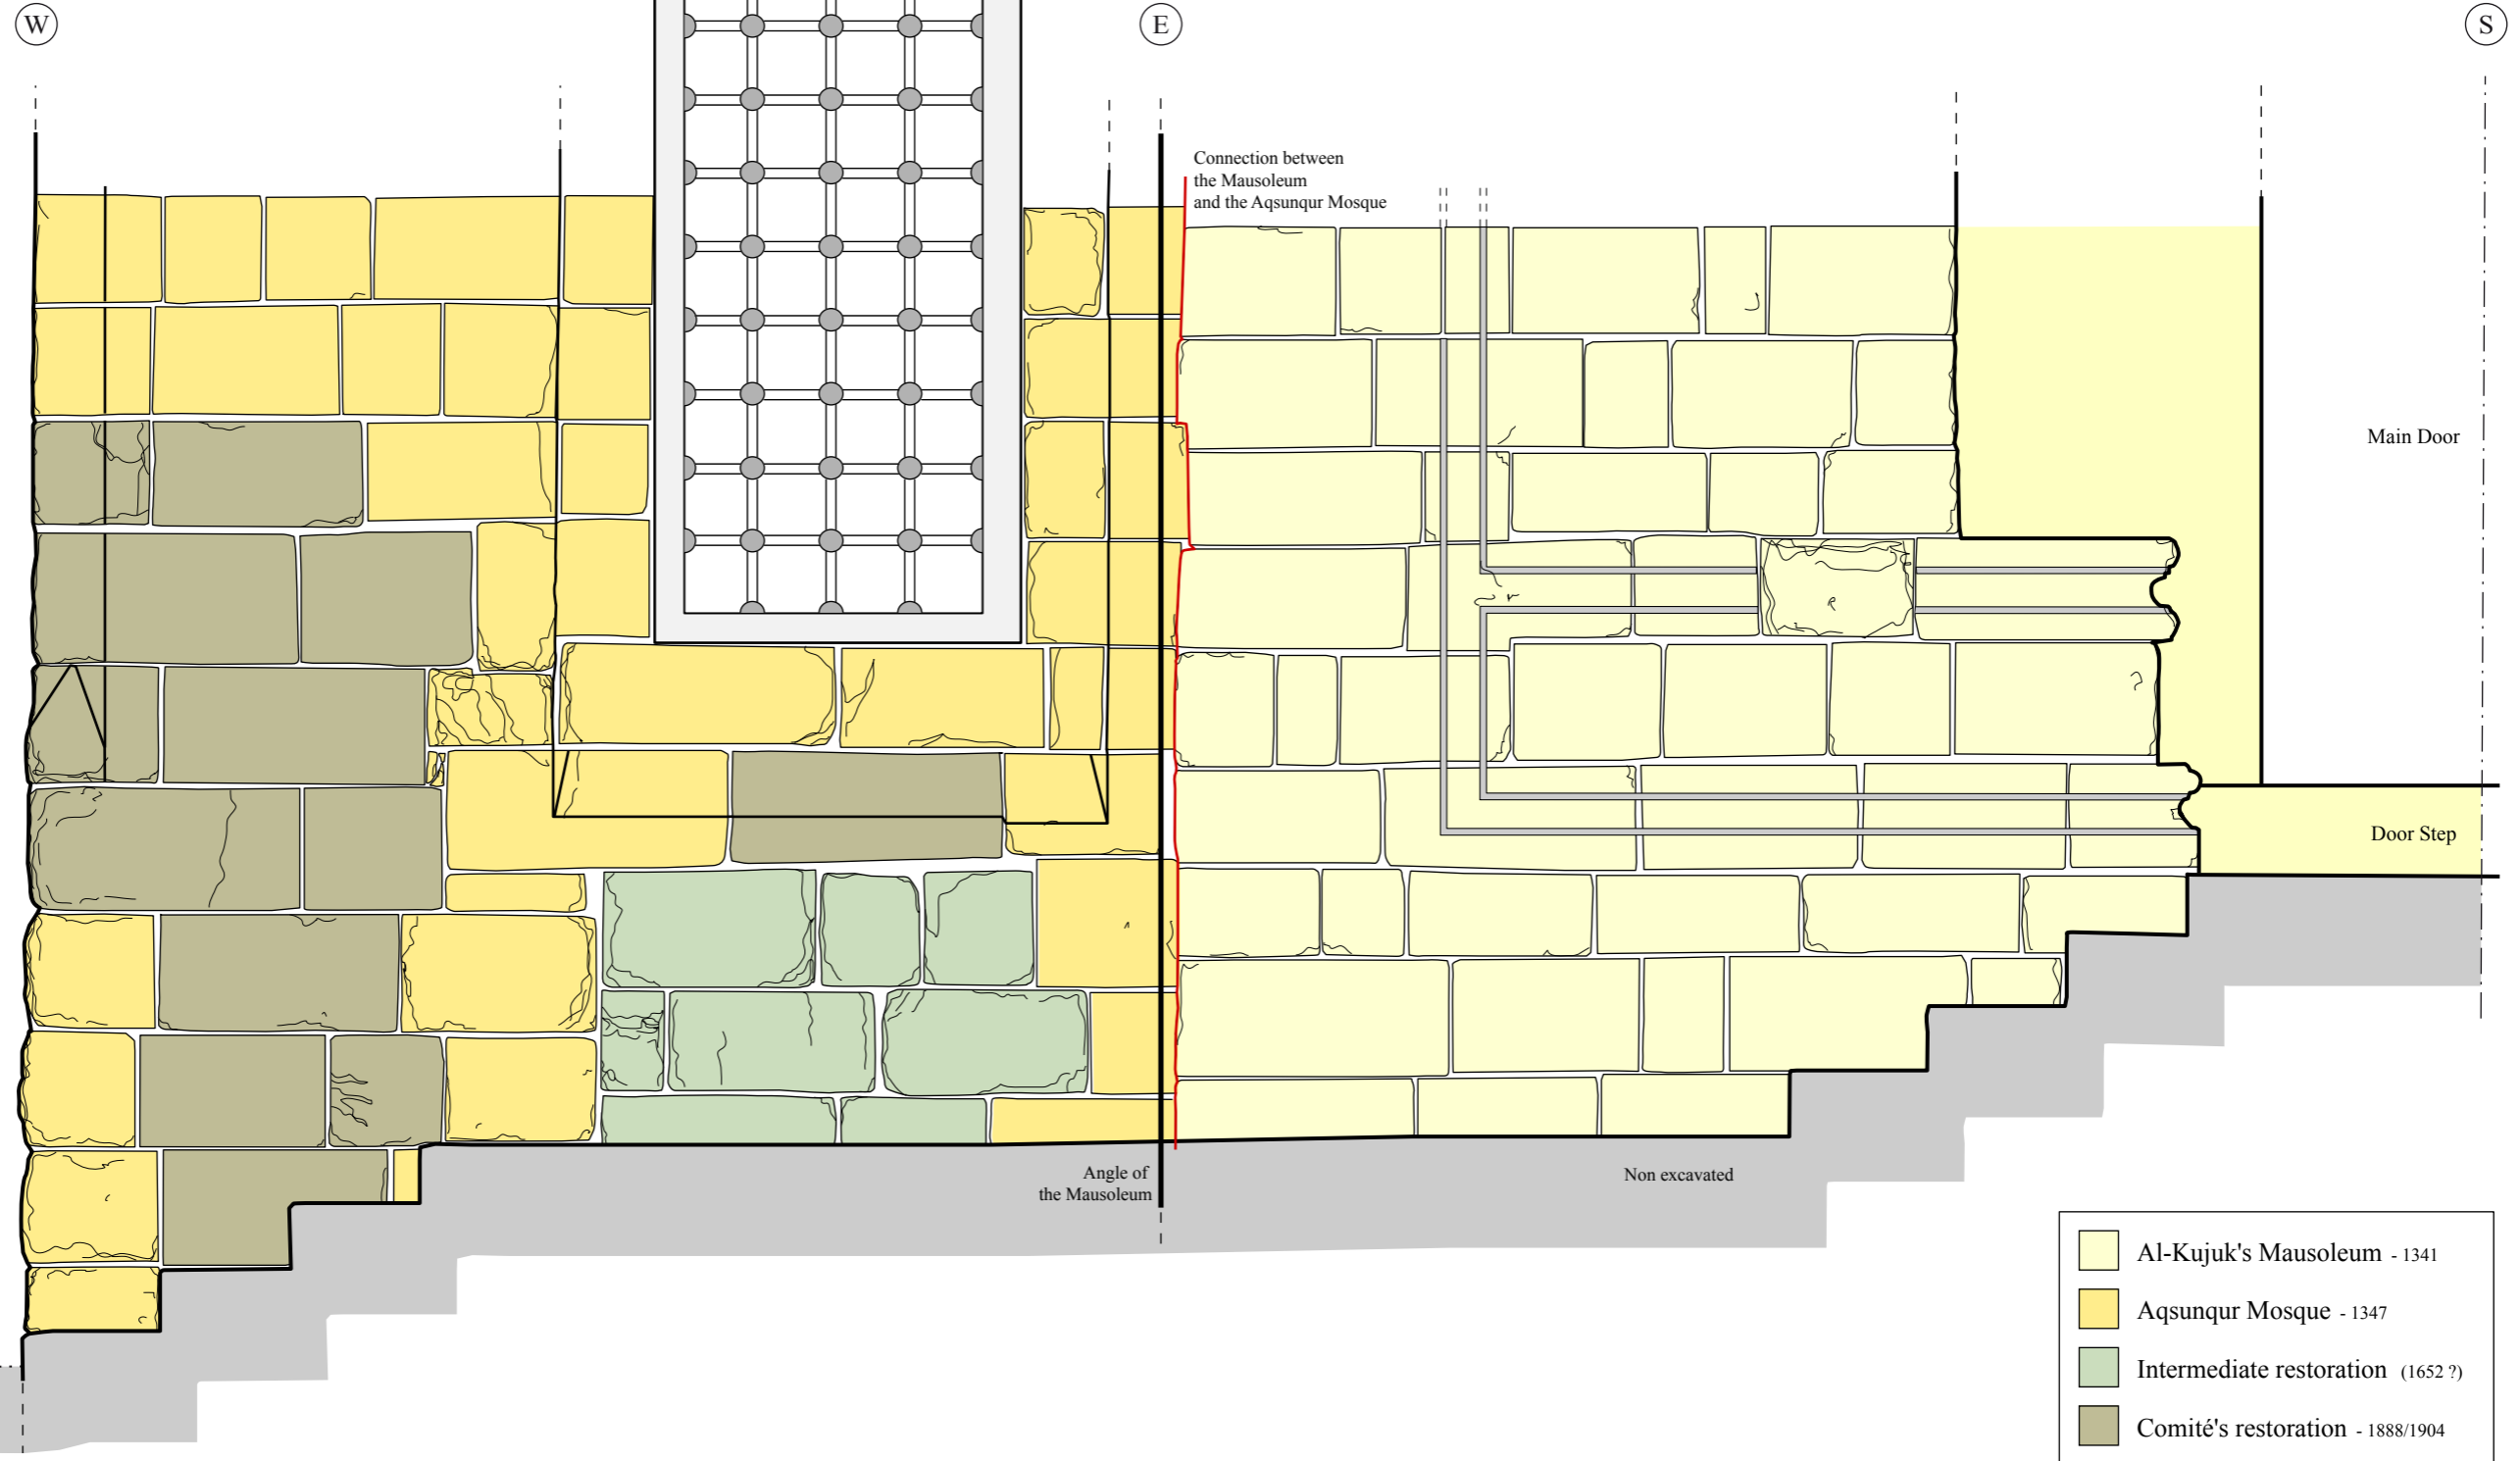 W
E
S
Connection between
the Mausoleum
and the Aqsunqur Mosque
Main Door
Door Step
Angle of
the Mausoleum
Non excavated
Al-Kujuk's Mausoleum - 1341
Aqsunqur Mosque - 1347
Intermediate restoration (1652 ?)
Comité's restoration - 1888/1904